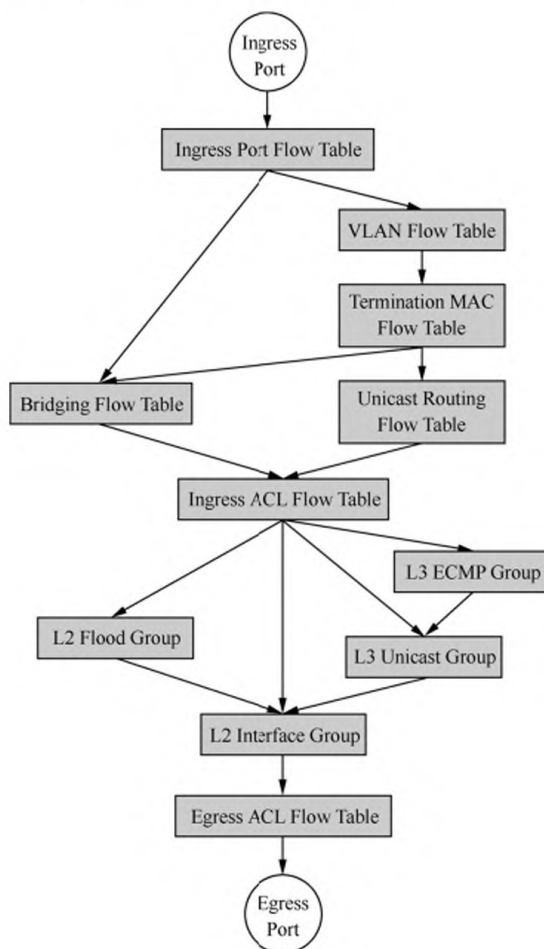 Ingress
Port
Ingress Port Flow Table
VLAN Flow Table
Termination MAC
Flow Table
Bridging Flow Table
Unicast Routing
Flow Table
Ingress ACL Flow Table
L3 ECMP Group
L2 Flood Group
L3 Unicast Group
L2 Interface Group
Egress ACL Flow Table
Egress
Port